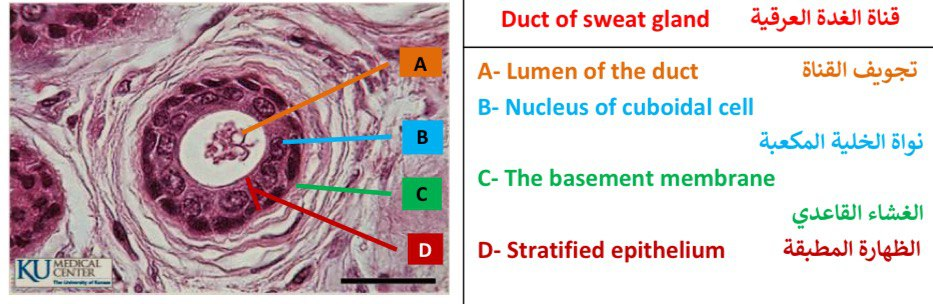 A
B
C
D
KU MEDICAL
CENTER
The University of Kansas
Duct of sweat gland قناة الغدة العرقية
A- Lumen of the duct تجويف القناة
B- Nucleus of cuboidal cell
نواة الخلية المكعبة
C- The basement membrane
الغشاء القاعدي
D- Stratified epithelium الظهارة المطبقة